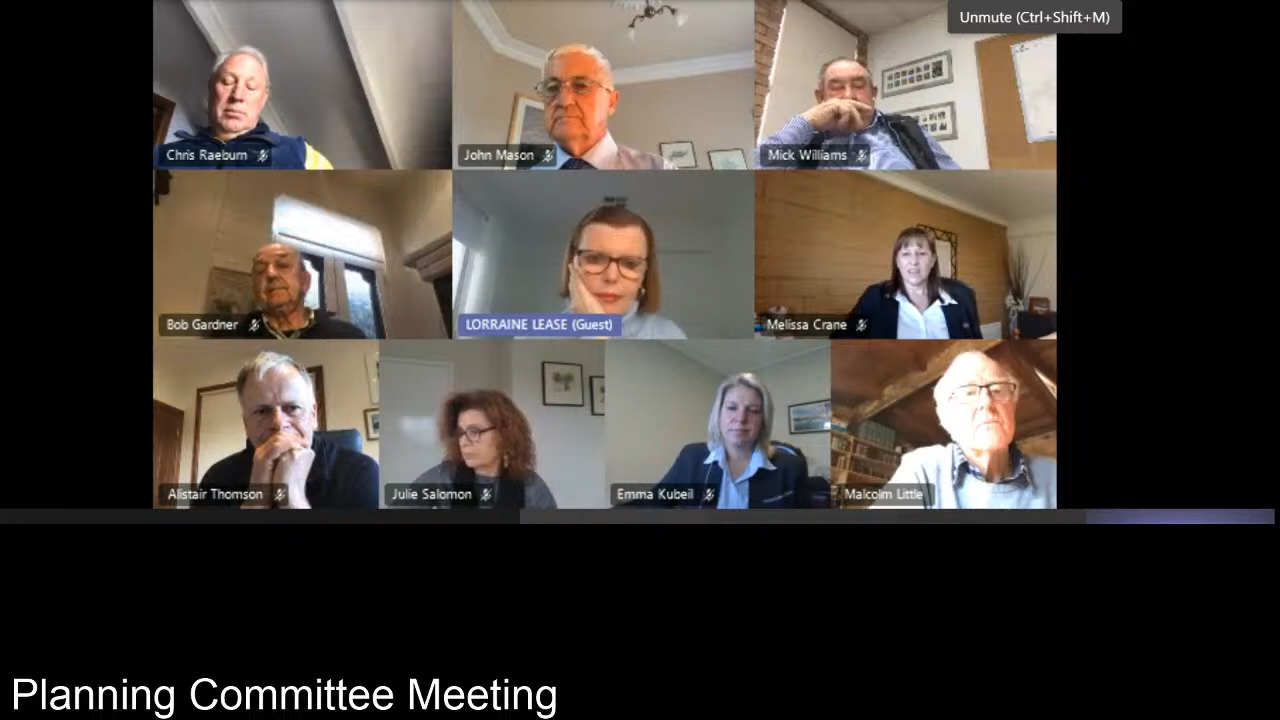 Unmute (Ctrl+Shift+M)
Chris Raeburn
John Mason
Mick Williams
Bob Gardner
LORRAINE LEASE (Guest)
Melissa Crane
Alistair Thomson
Julie Salomon
Emma Kubeil
Malcolm Little
Planning Committee Meeting